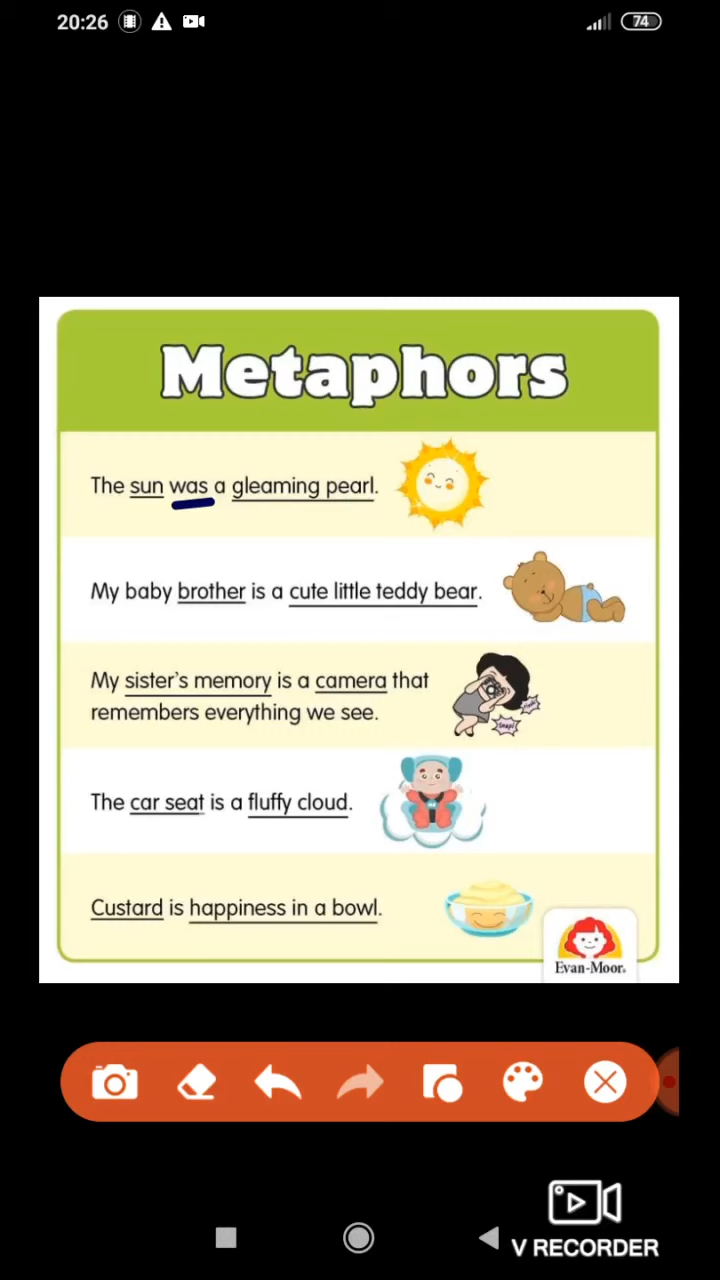 20:26
74
Metaphors
The sun was a gleaming pearl.
My baby brother is a cute little teddy bear.
My sister's memory is a camera that
remembers everything we see.
The car seat is a fluffy cloud.
Custard is happiness in a bowl.
Evan-Moor.
V RECORDER